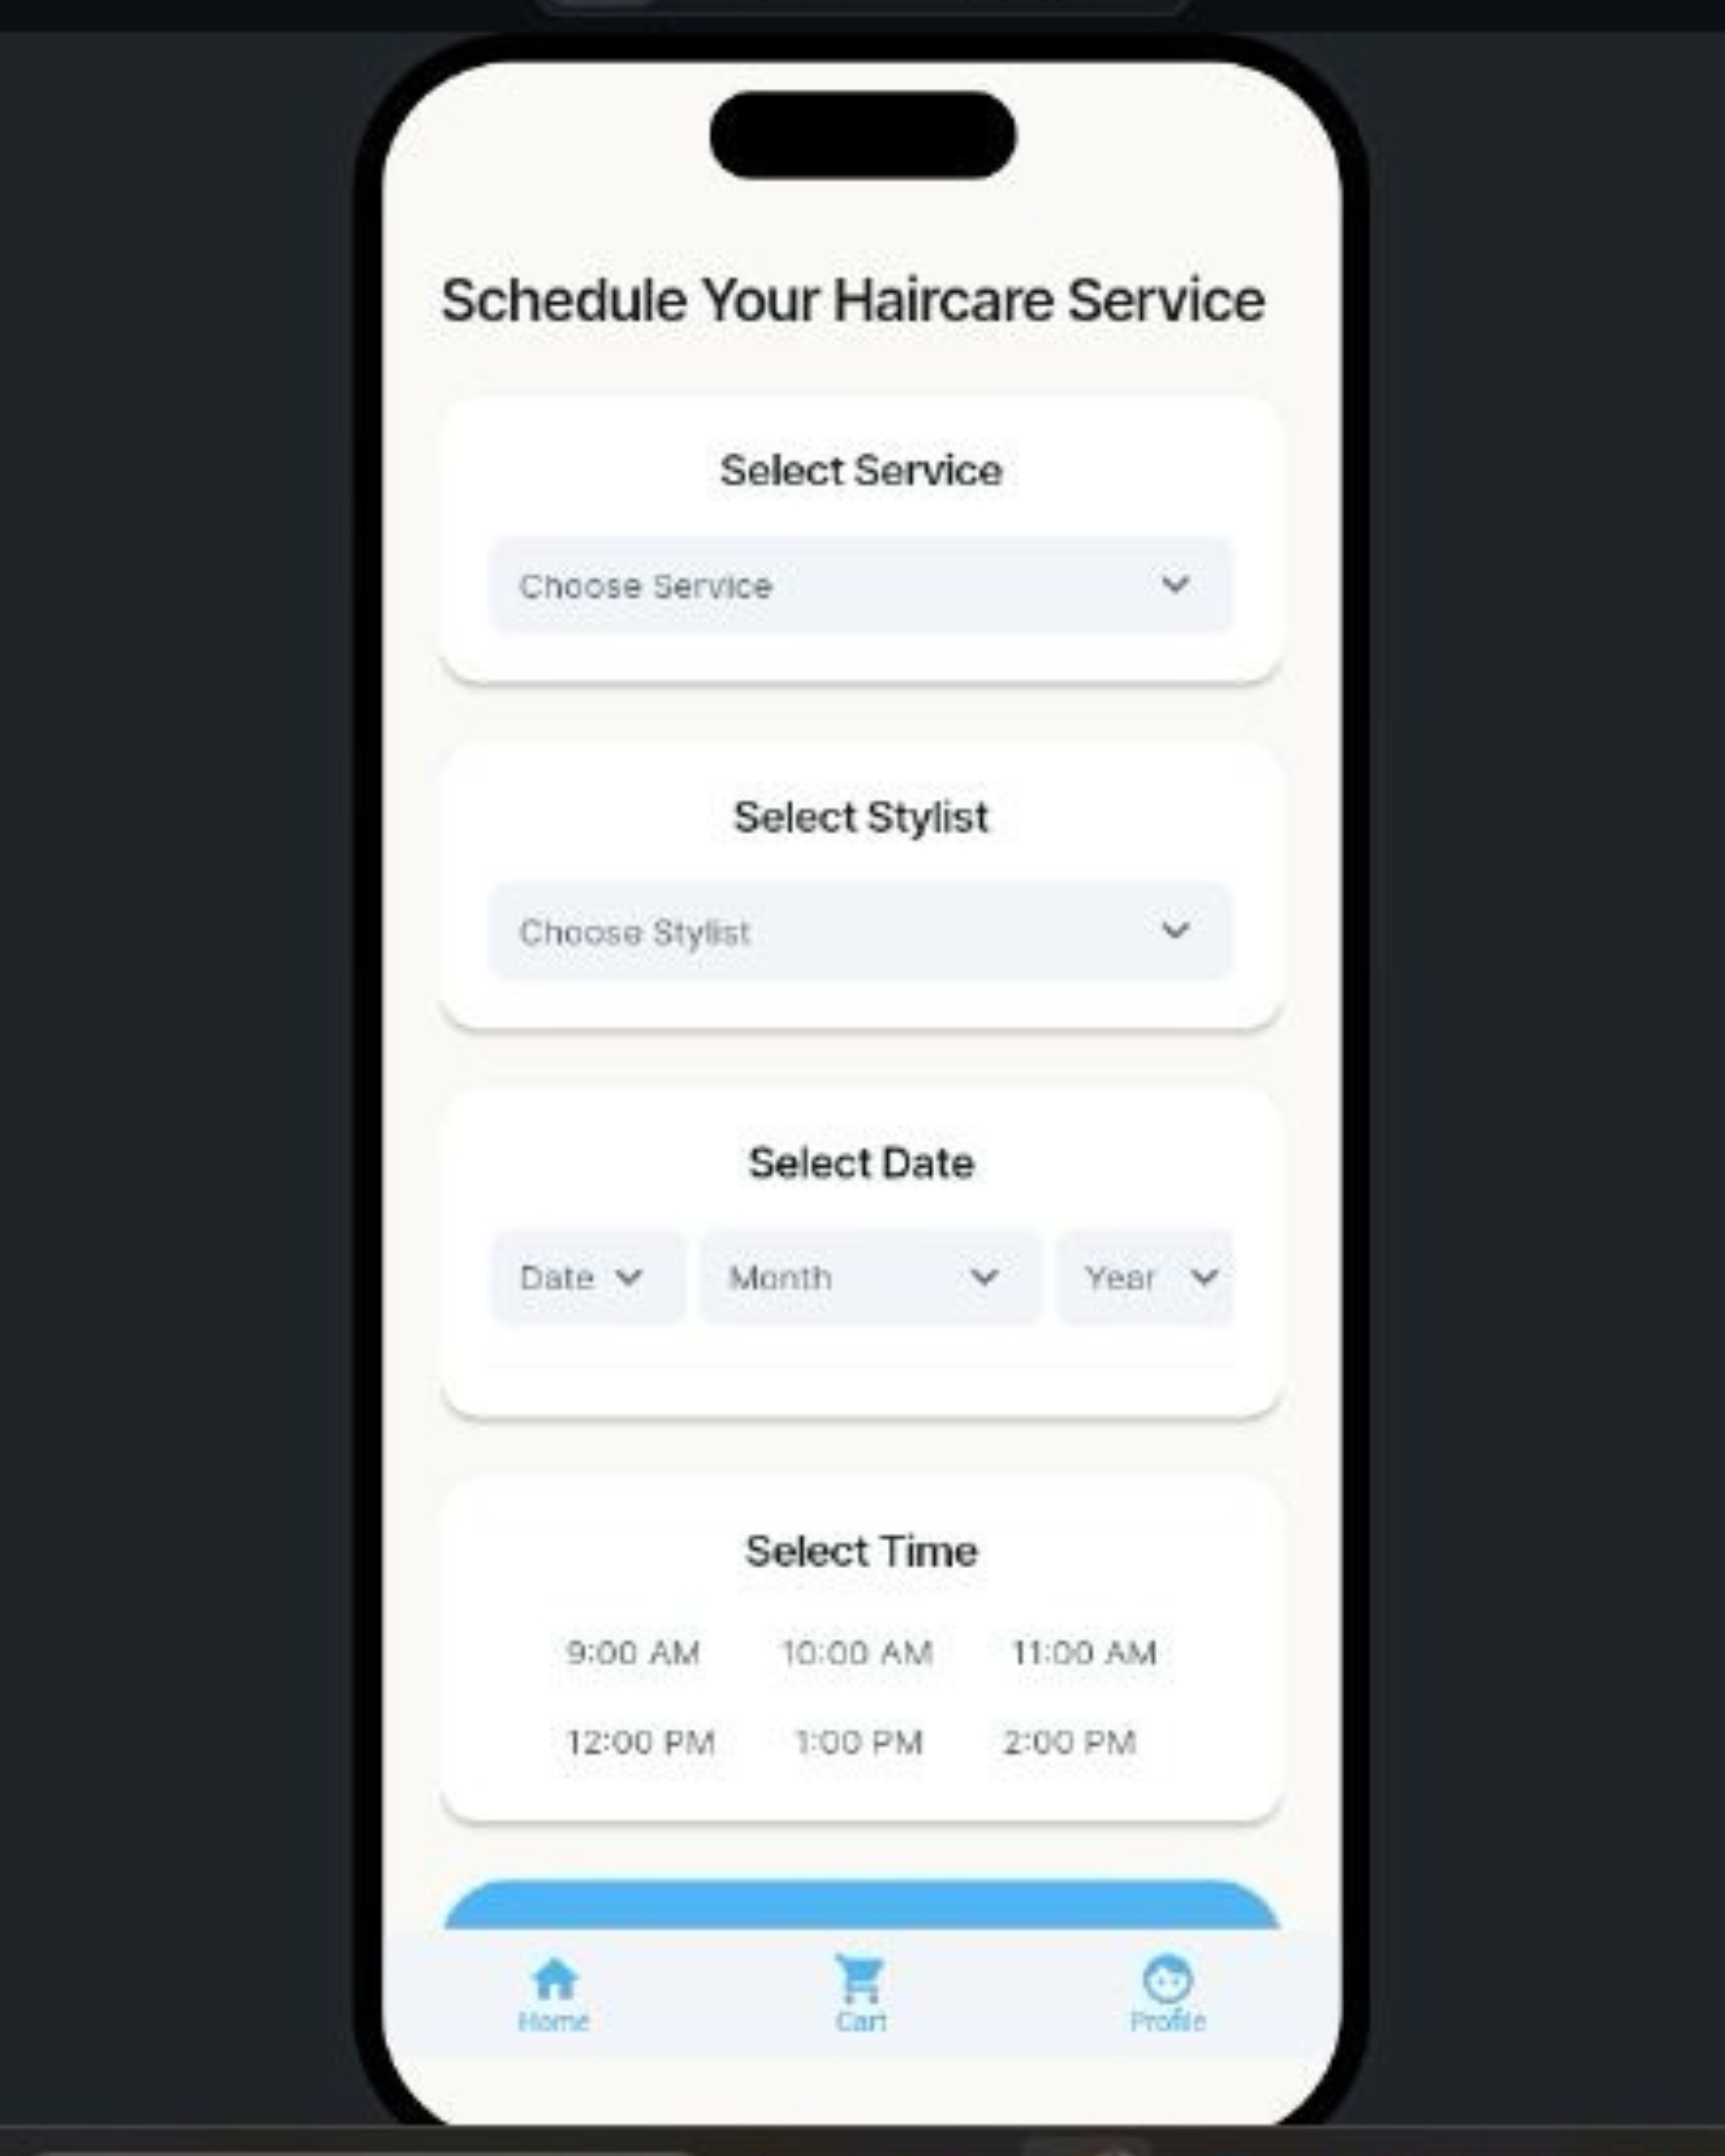 Schedule Your Haircare Service
Select Service
Choose Service
Select Stylist
Choose Stylist
Select Date
Date Month Year
Select Time
9:00 AM 10:00 AM 11:00 AM
12:00 PM 1:00 PM 2:00 PM
Home Cart Profile